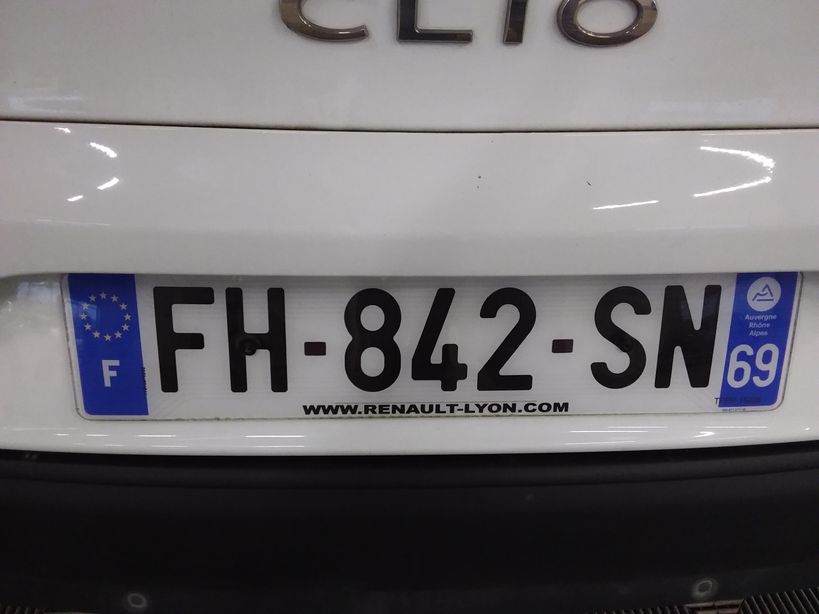 CLIO
F
FH-842-SN
Auvergne
Rhône
Alpes
69
WWW.RENAULT-LYON.COM